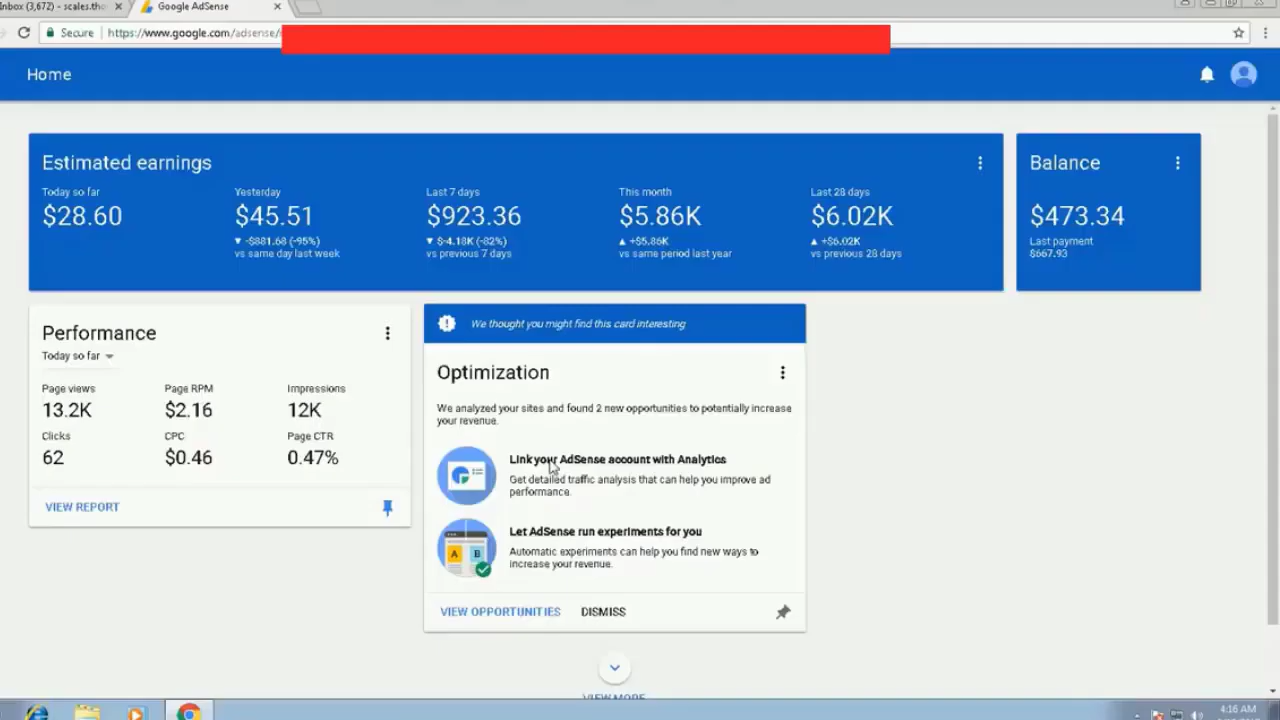 Inbox (3,672) - scales.tho
Google AdSense
Secure
https://www.google.com/adsense/
Home
Estimated earnings
Today so far
Yesterday
Last 7 days
This month
Last 28 days
$28.60
$45.51
$923.36
$5.86K
$6.02K
-$881.68 (-95%)
$-4.18K (-82%)
+$5.86K
+$6.02K
vs same day last week
vs previous 7 days
vs same period last year
vs previous 28 days
Balance
$473.34
Last payment
$667.93
Performance
Today so far
Page views
Page RPM
Impressions
13.2K
$2.16
12K
Clicks
CPC
Page CTR
62
$0.46
0.47%
VIEW REPORT
We thought you might find this card interesting
Optimization
We analyzed your sites and found 2 new opportunities to potentially increase
your revenue.
Link your AdSense account with Analytics
Get detailed traffic analysis that can help you improve ad
performance.
A B
Let AdSense run experiments for you
Automatic experiments can help you find new ways to
increase your revenue.
VIEW OPPORTUNITIES
DISMISS
VIEW MORE
4:16 AM